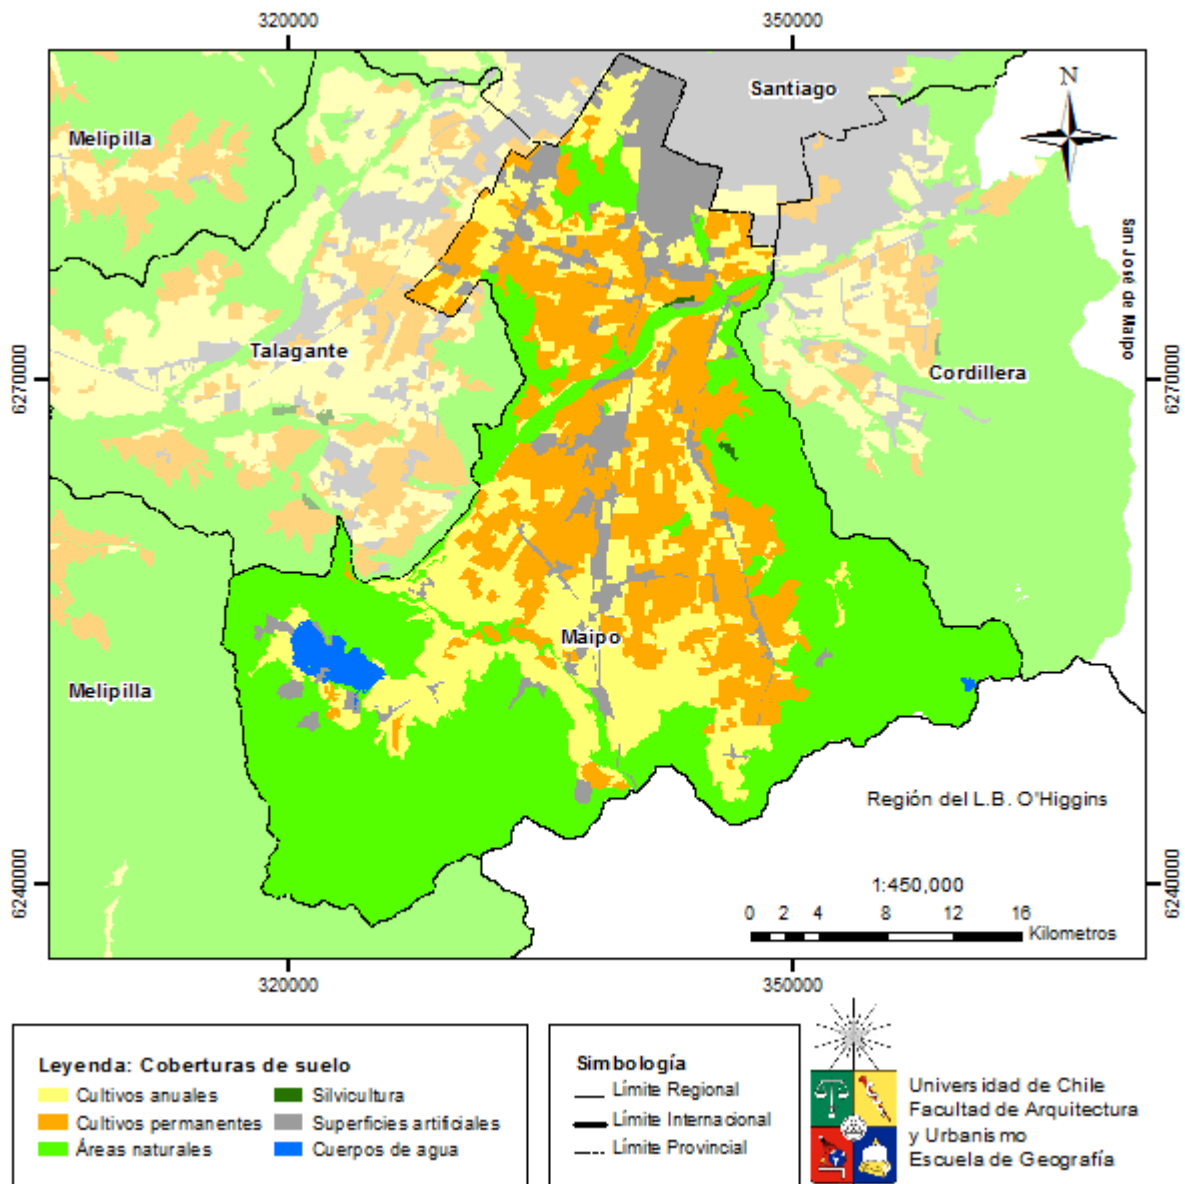 320000
350000
N
Santiago
Melipilla
San José de Maipo
Talagante
Cordillera
6270000
6270000
Maipo
Melipilla
Región del L.B. O'Higgins
1:450,000
0 2 4 8 12 16
Kilometros
6240000
6240000
320000
350000
Leyenda: Coberturas de suelo
Cultivos anuales
Silvicultura
Cultivos permanentes
Superficies artificiales
Áreas naturales
Cuerpos de agua
Simbología
Límite Regional
Límite Internacional
Límite Provincial
Universidad de Chile
Facultad de Arquitectura
y Urbanismo
Escuela de Geografía